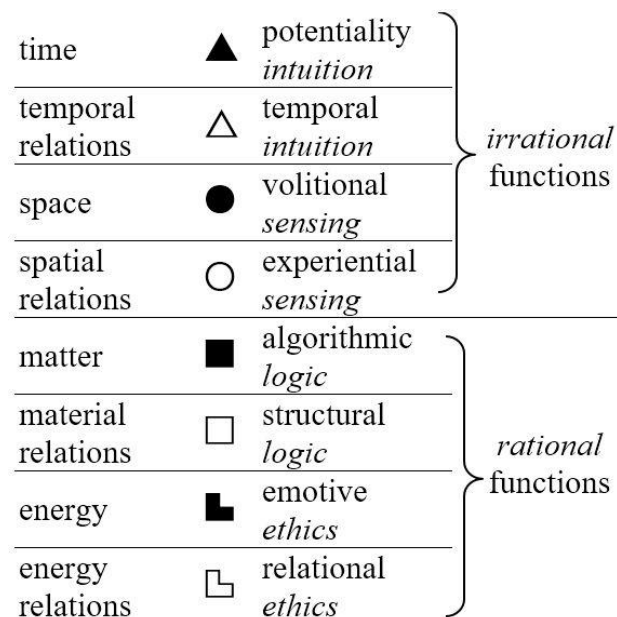 time
potentiality
intuition
temporal
relations
temporal
intuition
space
volitional
sensing
spatial
relations
experiential
sensing
irrational
functions
matter
algorithmic
logic
material
relations
structural
logic
energy
emotive
ethics
energy
relations
relational
ethics
rational
functions